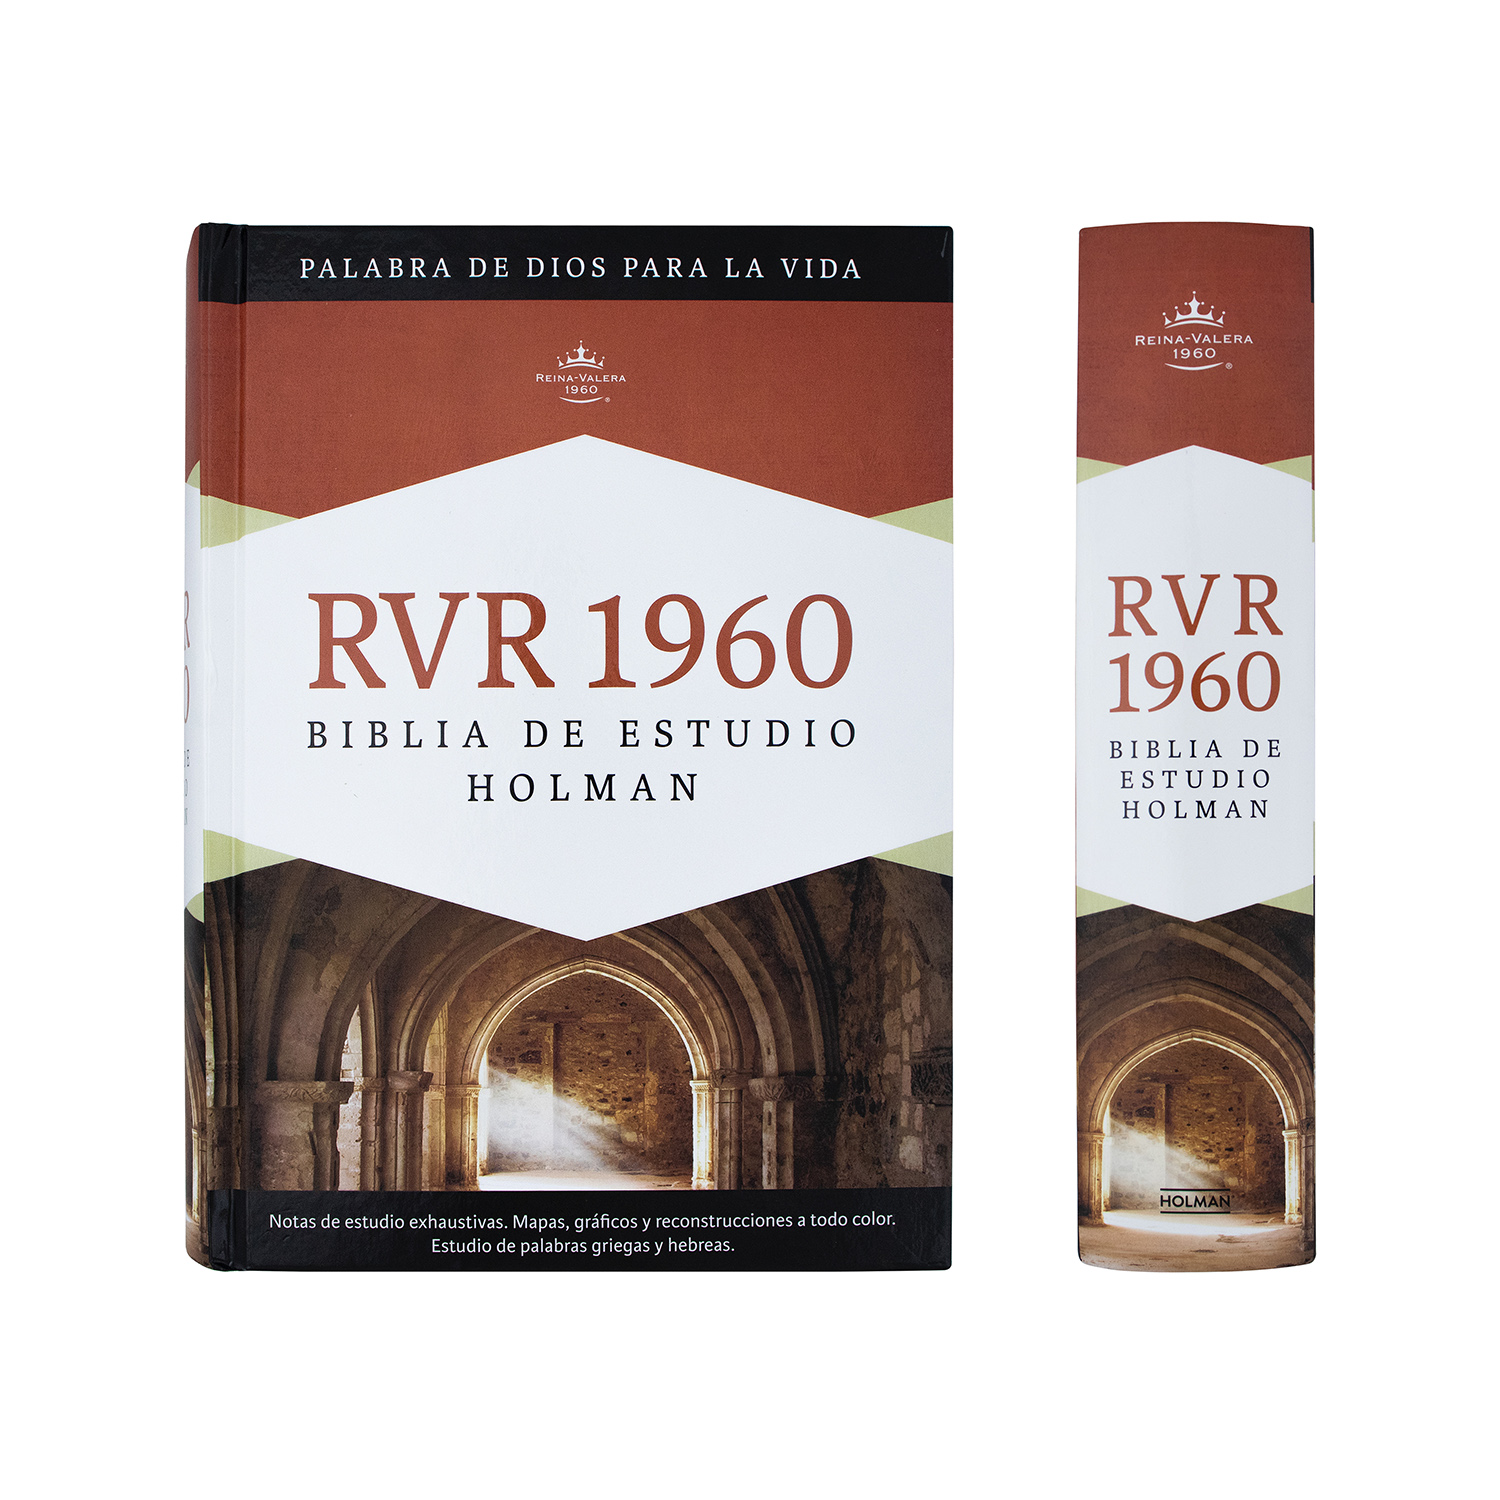 PALABRA DE DIOS PARA LA VIDA
REINA-VALERA
1960
®
RVR 1960
BIBLIA DE ESTUDIO
HOLMAN
Notas de estudio exhaustivas. Mapas, gráficos y reconstrucciones a todo color.
Estudio de palabras griegas y hebreas.
REINA-VALERA
1960
®
RVR
1960
BIBLIA DE
ESTUDIO
HOLMAN
HOLMAN